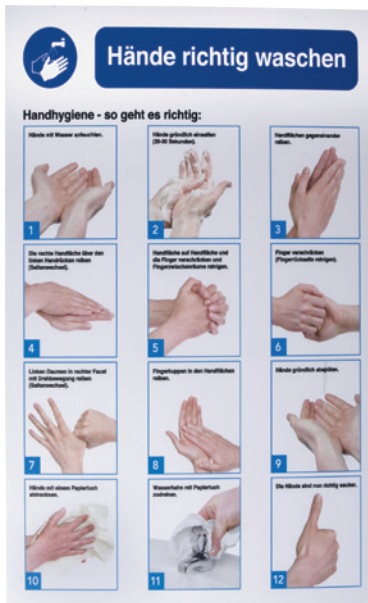 Hände richtig waschen
Handhygiene - so geht es richtig:
Hände mit Wasser anfeuchten.
1
Hände gründlich einseifen
(20-30 Sekunden).
2
Handflächen gegeneinander
reiben.
3
Die rechte Handfläche über den
linken Handrücken reiben
(Seitenwechsel).
4
Handfläche auf Handfläche und
die Finger verschränken und
Fingerzwischenräume reinigen.
5
Finger verschränken
(Fingerrückseite reinigen).
6
Linken Daumen in rechter Faust
mit Drehbewegung reiben
(Seitenwechsel).
7
Fingerkuppen in den Handflächen
reiben.
8
Hände gründlich abspülen.
9
Hände mit einem Papiertuch
abtrocknen.
10
Wasserhahn mit Papiertuch
zudrehen.
11
Die Hände sind nun richtig sauber.
12